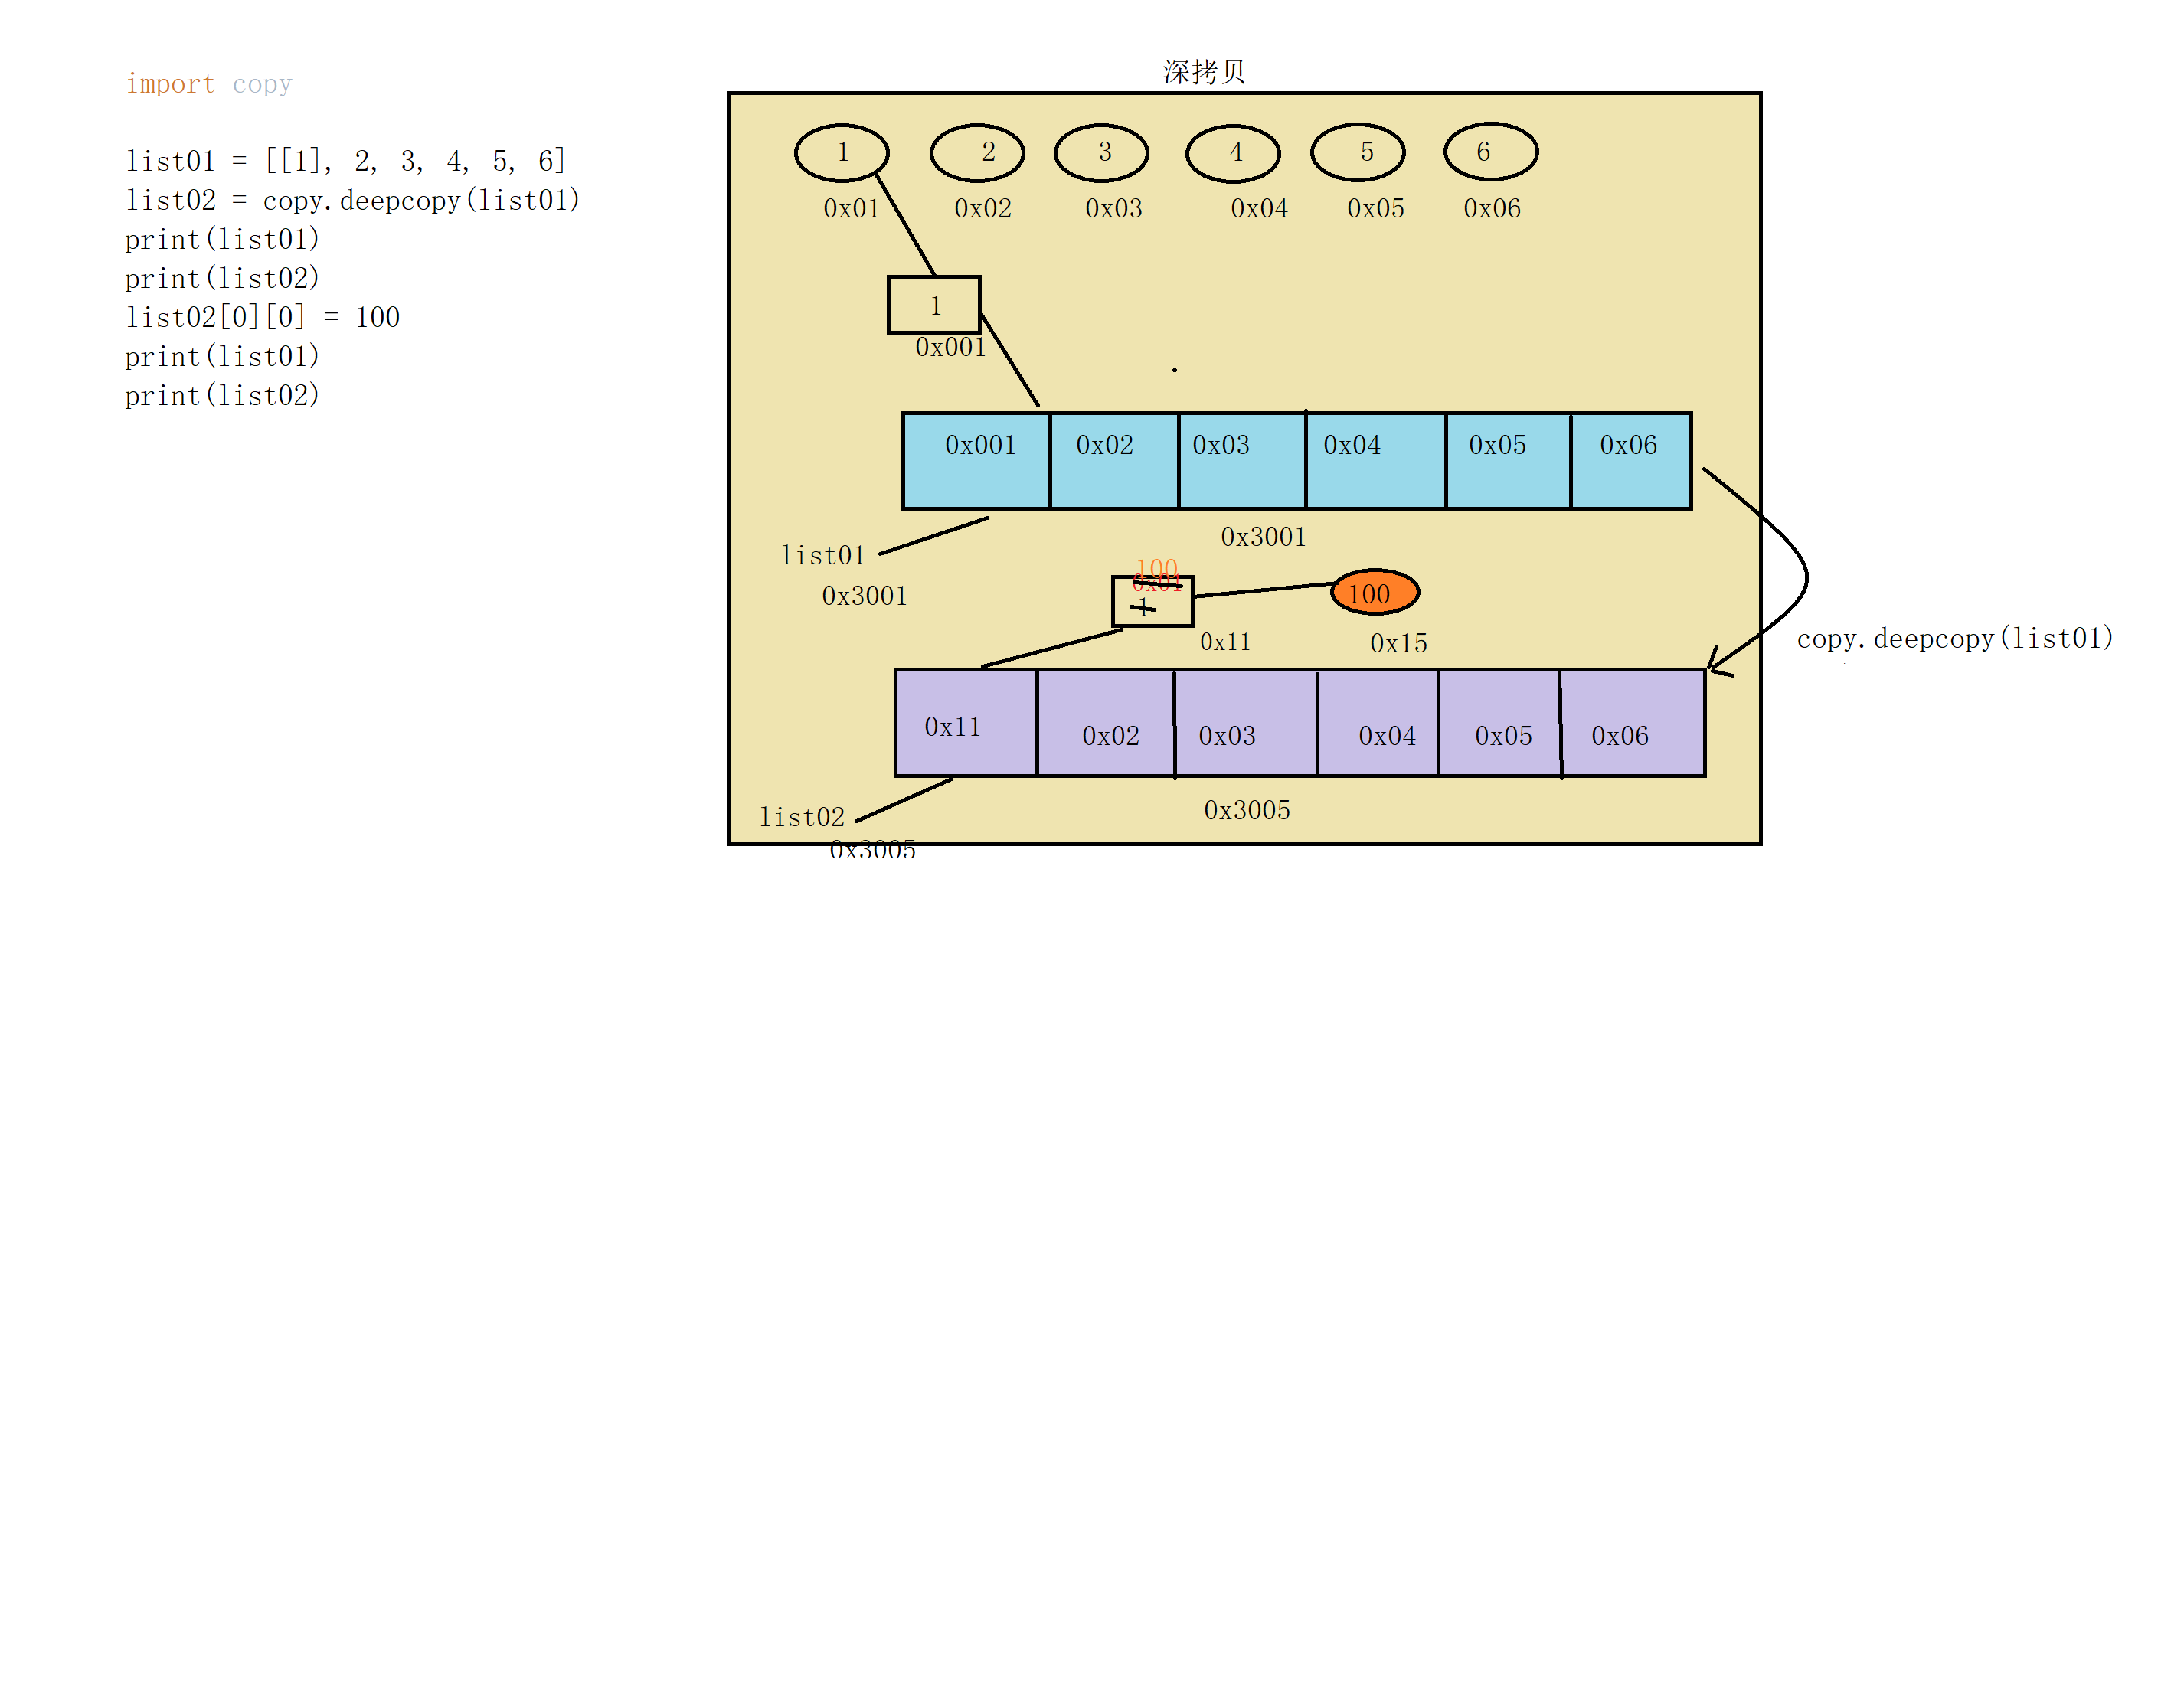 import copy
list01 = [[1], 2, 3, 4, 5, 6]
list02 = copy.deepcopy(list01)
print(list01)
print(list02)
list02[0][0] = 100
print(list01)
print(list02)
深拷贝
1 2 3 4 5 6
0x01 0x02 0x03 0x04 0x05 0x06
1
0x001
0x001 0x02 0x03 0x04 0x05 0x06
0x3001
list01
0x3001
100
0x01
1
100
0x11
0x15
copy.deepcopy(list01)
0x11 0x02 0x03 0x04 0x05 0x06
0x3005
list02
0x3005